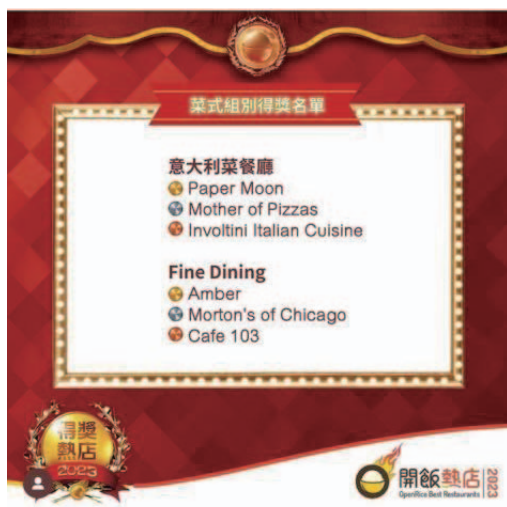 菜式組別得獎名單
意大利菜餐廳
Paper Moon
Mother of Pizzas
Involtini Italian Cuisine
Fine Dining
Amber
Morton's of Chicago
Cafe 103
得獎
熱店
2023
開飯熱店
OpenRice Best Restaurants
2023